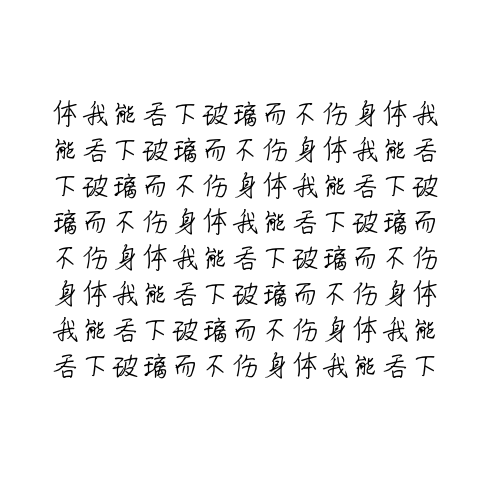 体我能吞下玻璃而不伤身体我
能吞下玻璃而不伤身体我能吞
下玻璃而不伤身体我能吞下玻
璃而不伤身体我能吞下玻璃而
不伤身体我能吞下玻璃而不伤
身体我能吞下玻璃而不伤身体
我能吞下玻璃而不伤身体我能
吞下玻璃而不伤身体我能吞下